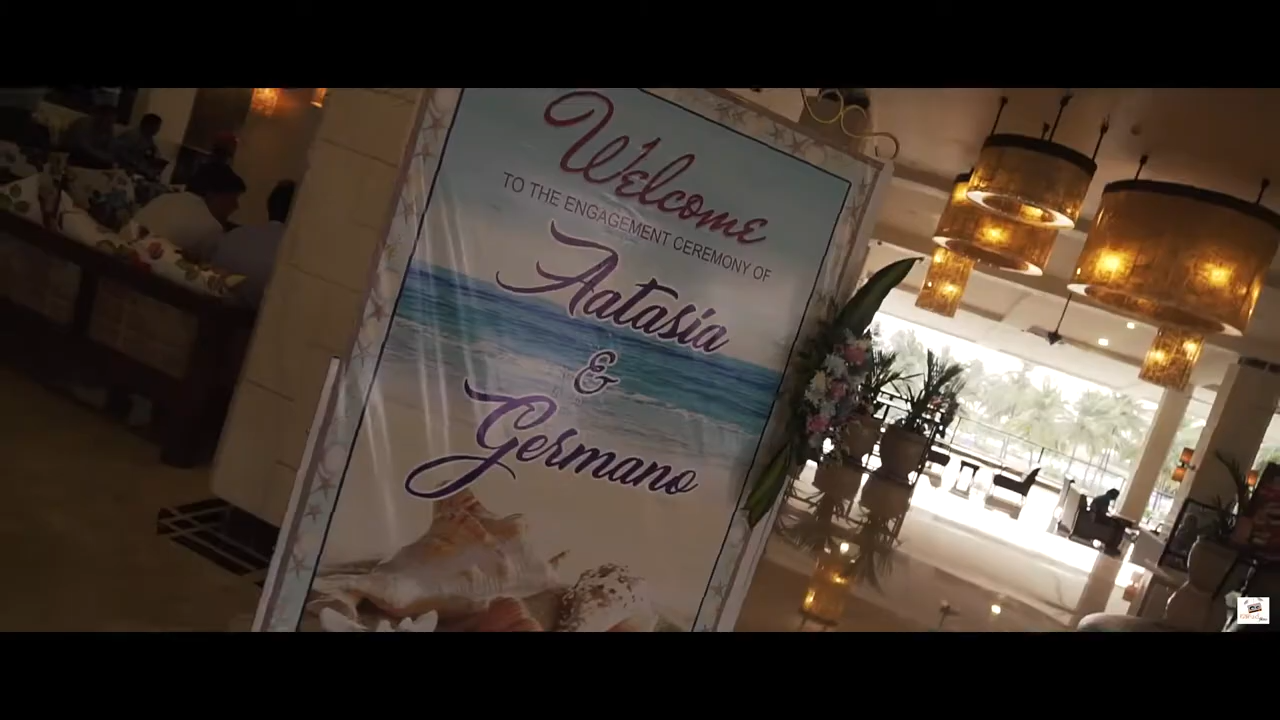 Welcome
TO THE ENGAGEMENT CEREMONY OF
Aatasia
&
Germano